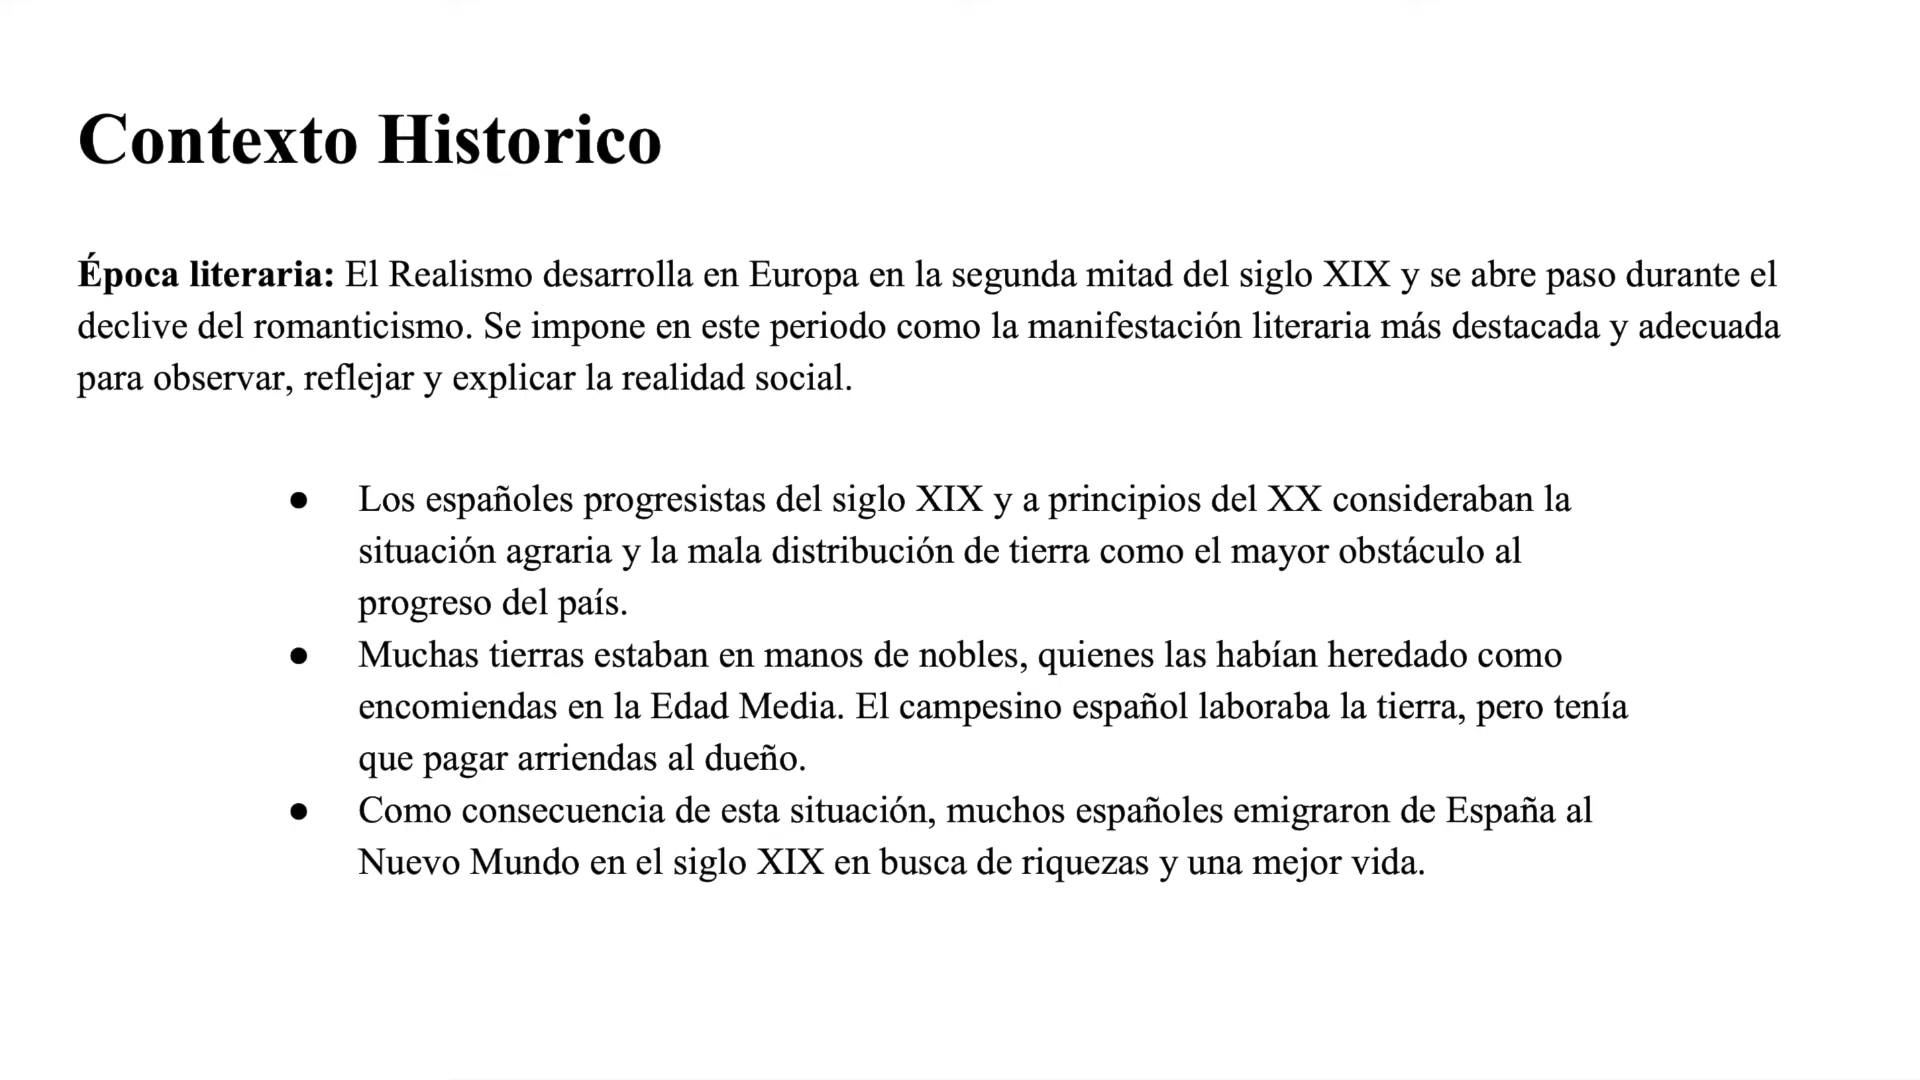 Contexto Historico
Época literaria: El Realismo desarrolla en Europa en la segunda mitad del siglo XIX y se abre paso durante el
declive del romanticismo. Se impone en este periodo como la manifestación literaria más destacada y adecuada
para observar, reflejar y explicar la realidad social.
● Los españoles progresistas del siglo XIX y a principios del XX consideraban la
situación agraria y la mala distribución de tierra como el mayor obstáculo al
progreso del país.
● Muchas tierras estaban en manos de nobles, quienes las habían heredado como
encomiendas en la Edad Media. El campesino español laboraba la tierra, pero tenía
que pagar arriendas al dueño.
● Como consecuencia de esta situación, muchos españoles emigraron de España al
Nuevo Mundo en el siglo XIX en busca de riquezas y una mejor vida.